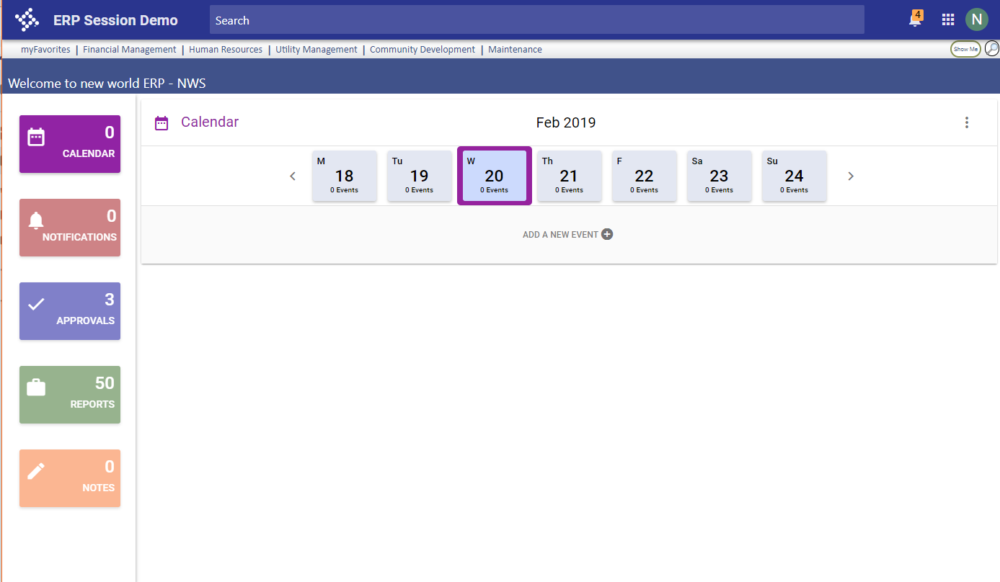 ERP Session Demo
Search
4
N
myFavorites | Financial Management | Human Resources | Utility Management | Community Development | Maintenance
Show Me
Welcome to new world ERP - NWS
0
CALENDAR
0
NOTIFICATIONS
3
APPROVALS
50
REPORTS
0
NOTES
Calendar
Feb 2019
M
18
0 Events
Tu
19
0 Events
W
20
0 Events
Th
21
0 Events
F
22
0 Events
Sa
23
0 Events
Su
24
0 Events
ADD A NEW EVENT